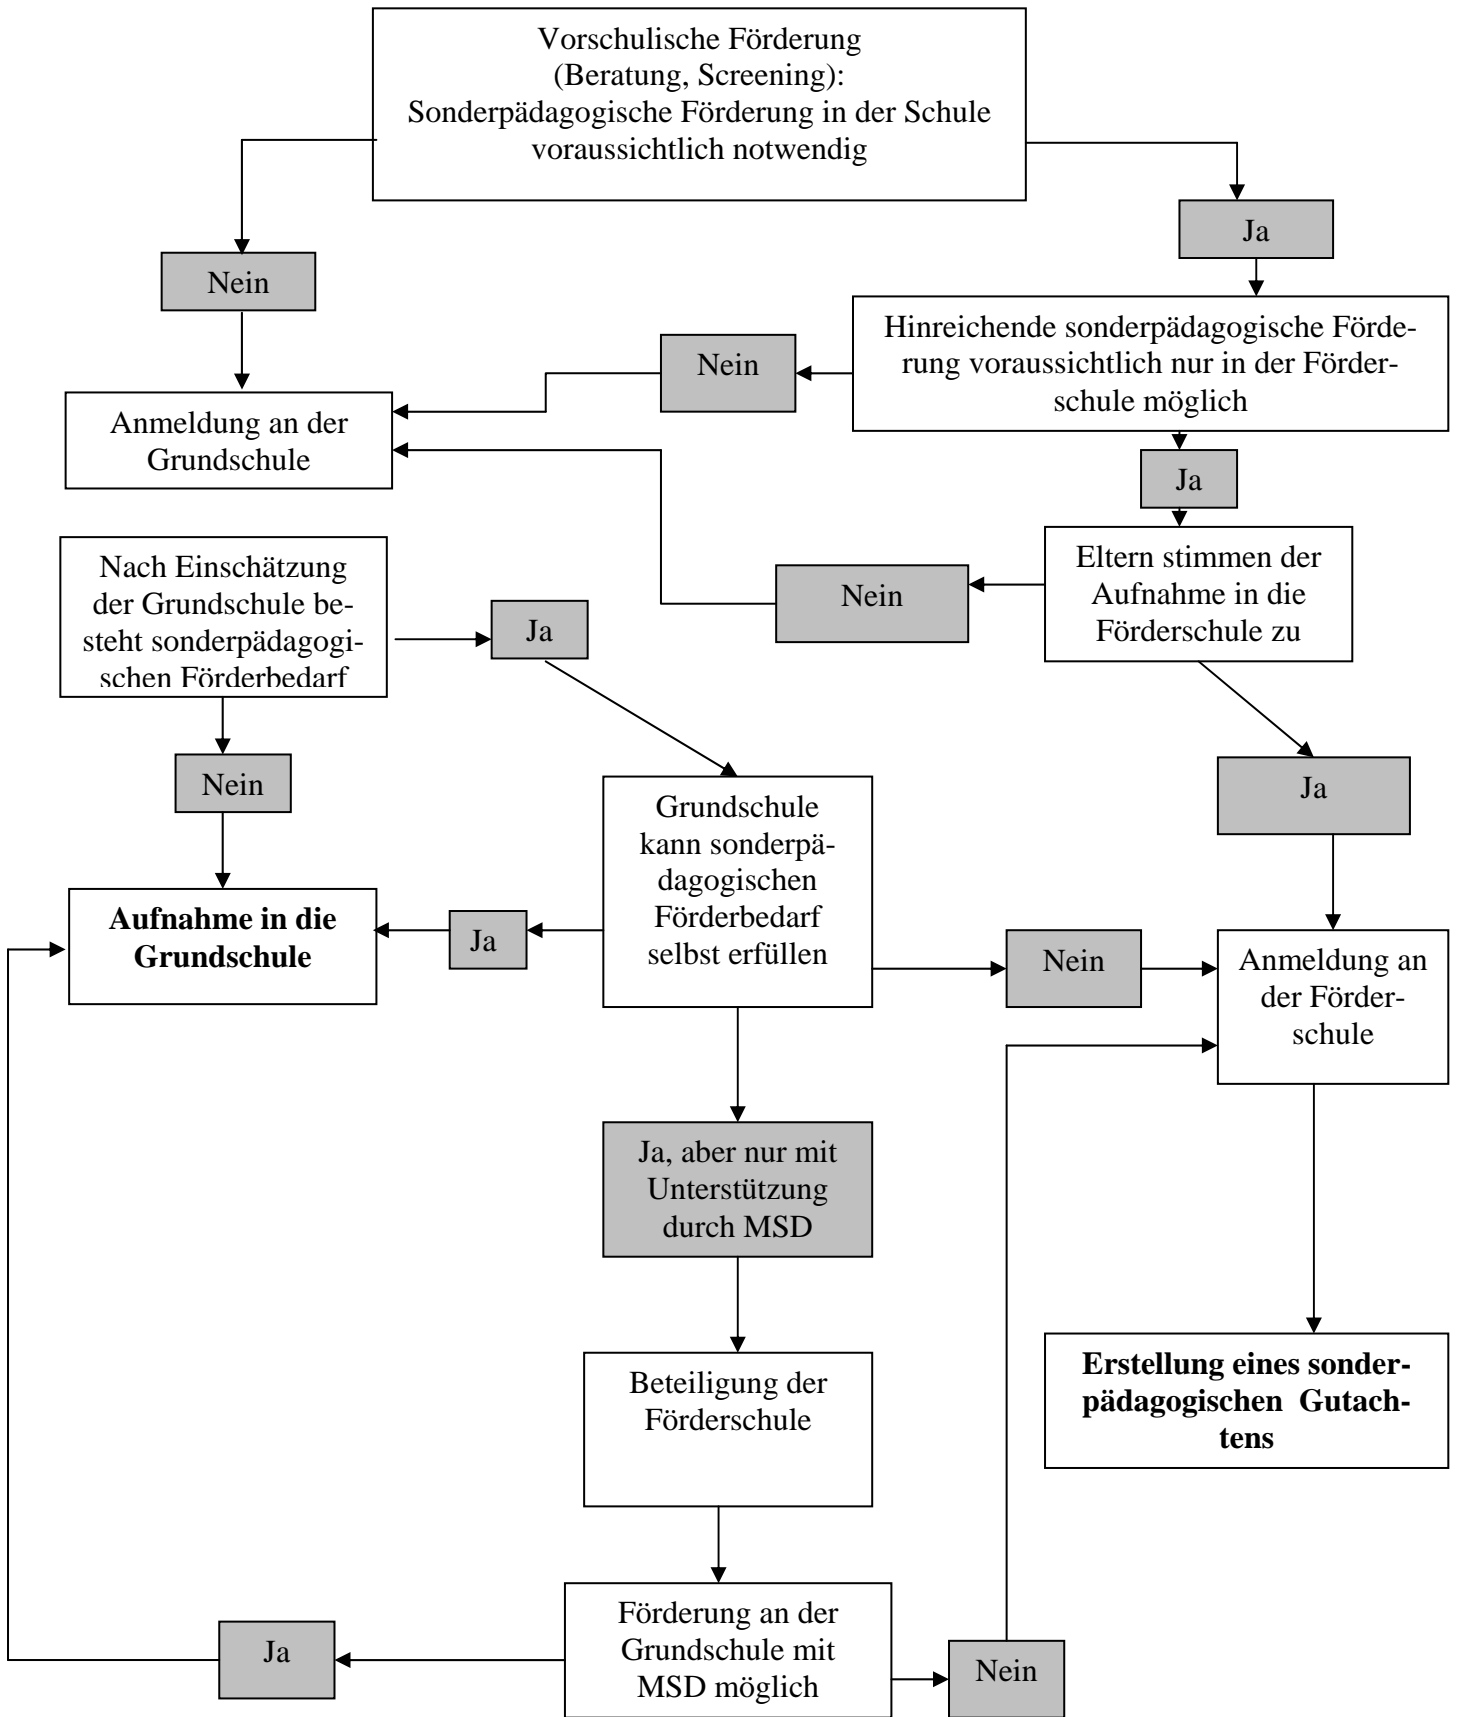 Vorschulische Förderung
(Beratung, Screening):
Sonderpädagogische Förderung in der Schule
voraussichtlich notwendig
Ja
Nein
Hinreichende sonderpädagogische Förde-
rung voraussichtlich nur in der Förder-
schule möglich
Nein
Anmeldung an der
Grundschule
Ja
Eltern stimmen der
Aufnahme in die
Förderschule zu
Nein
Nach Einschätzung
der Grundschule be-
steht sonderpädagogi-
schen Förderbedarf
Ja
Nein
Grundschule
kann sonderpä-
dagogischen
Förderbedarf
selbst erfüllen
Ja
Aufnahme in die
Grundschule
Ja
Nein
Anmeldung an
der Förder-
schule
Ja, aber nur mit
Unterstützung
durch MSD
Beteiligung der
Förderschule
Erstellung eines sonder-
pädagogischen  Gutach-
tens
Förderung an der
Grundschule mit
MSD möglich
Ja
Nein